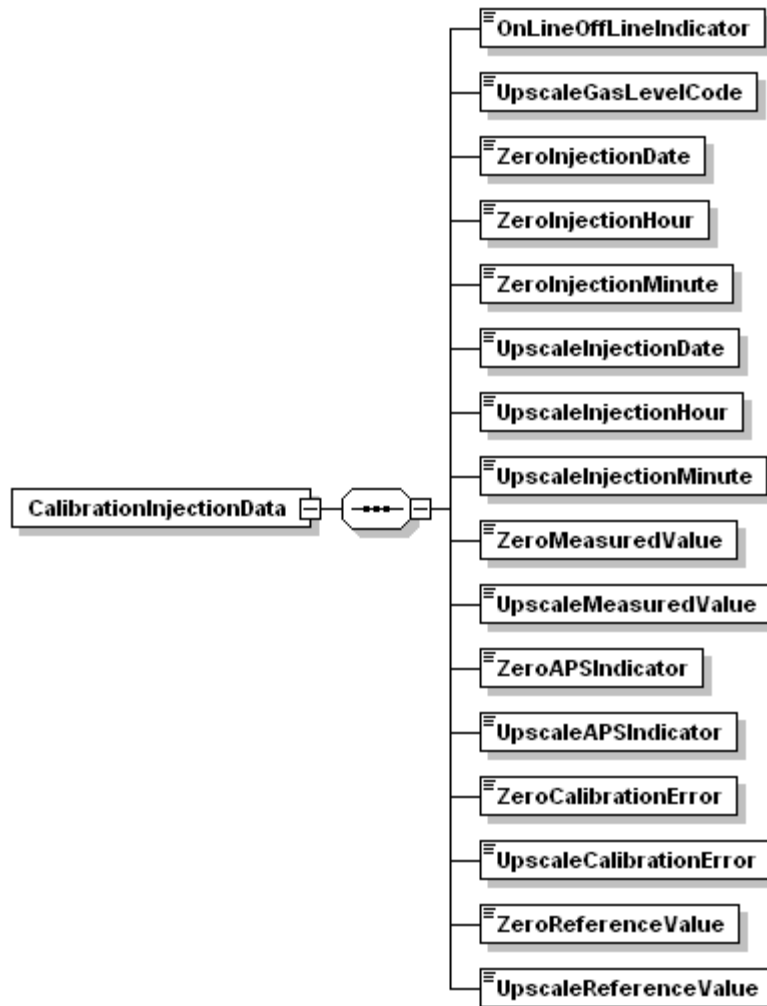 OnLineOffLineIndicator
UpscaleGasLevelCode
ZeroInjectionDate
ZeroInjectionHour
ZeroInjectionMinute
UpscaleInjectionDate
UpscaleInjectionHour
UpscaleInjectionMinute
CalibrationInjectionData
ZeroMeasuredValue
UpscaleMeasuredValue
ZeroAPSIndicator
UpscaleAPSIndicator
ZeroCalibrationError
UpscaleCalibrationError
ZeroReferenceValue
UpscaleReferenceValue